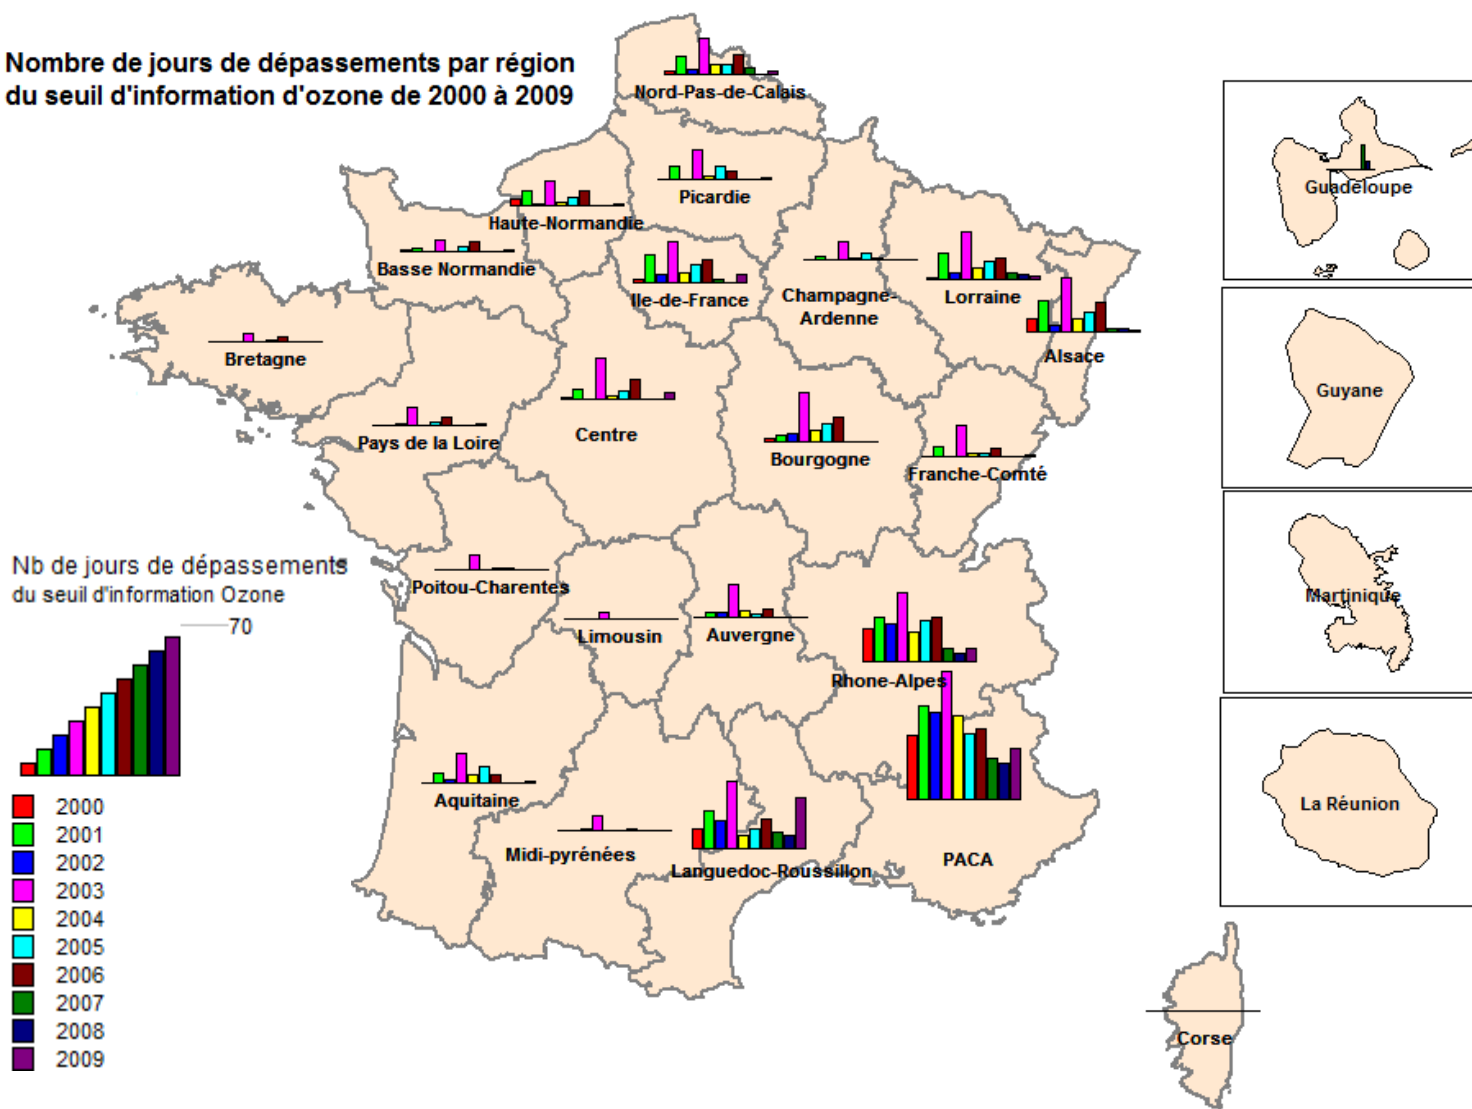 Nombre de jours de dépassements par région
du seuil d'information d'ozone de 2000 à 2009
Nord-Pas-de-Calais
Picardie
Haute-Normandie
Basse Normandie
Ile-de-France
Champagne-
Ardenne
Lorraine
Alsace
Bretagne
Pays de la Loire
Centre
Bourgogne
Franche-Comté
Poitou-Charentes
Limousin
Auvergne
Rhone-Alpes
Aquitaine
Midi-pyrénées
Languedoc-Roussillon
PACA
Corse
Guadeloupe
Guyane
Martinique
La Réunion
Nb de jours de dépassements
du seuil d'information Ozone
70
2000
2001
2002
2003
2004
2005
2006
2007
2008
2009